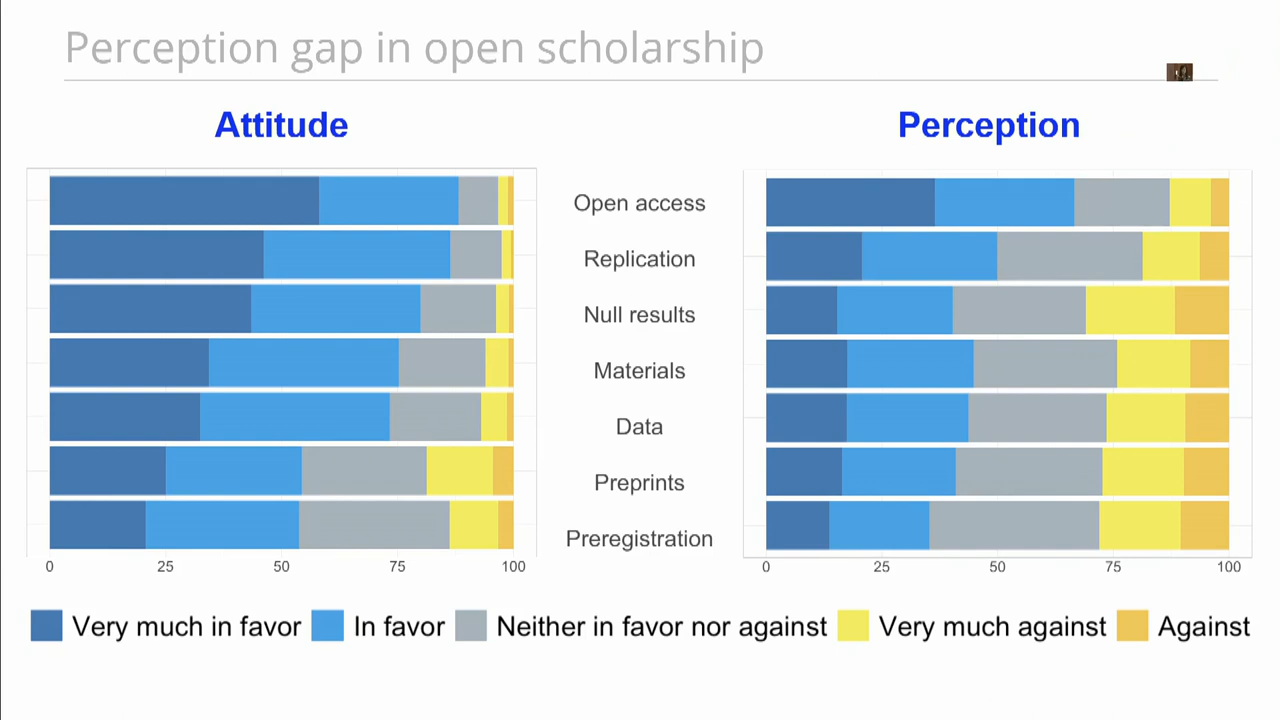 Perception gap in open scholarship
Attitude
Perception
Open access
Replication
Null results
Materials
Data
Preprints
Preregistration
0 25 50 75 100
0 25 50 75 100
Very much in favor In favor Neither in favor nor against Very much against Against